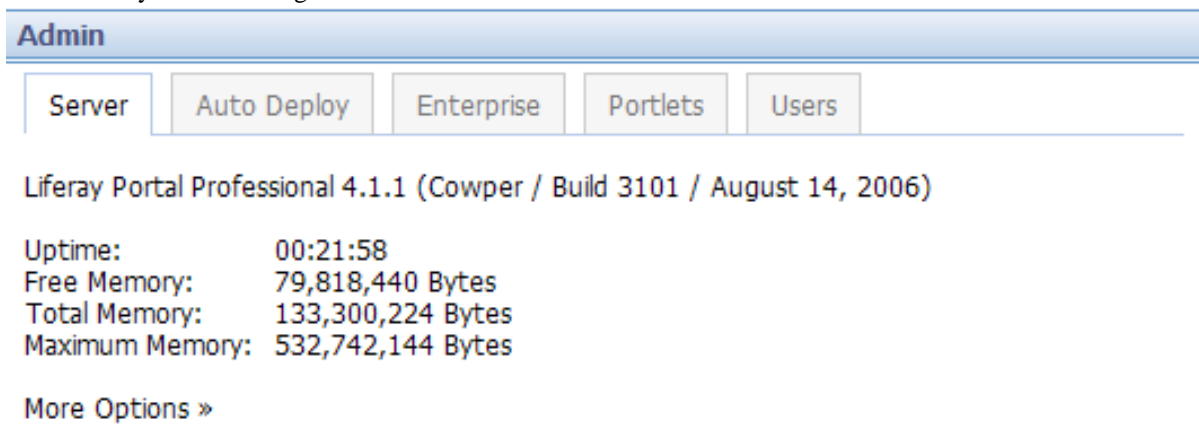 Admin
Server Auto Deploy Enterprise Portlets Users
Liferay Portal Professional 4.1.1 (Cowper / Build 3101 / August 14, 2006)
Uptime: 00:21:58
Free Memory: 79,818,440 Bytes
Total Memory: 133,300,224 Bytes
Maximum Memory: 532,742,144 Bytes
More Options »